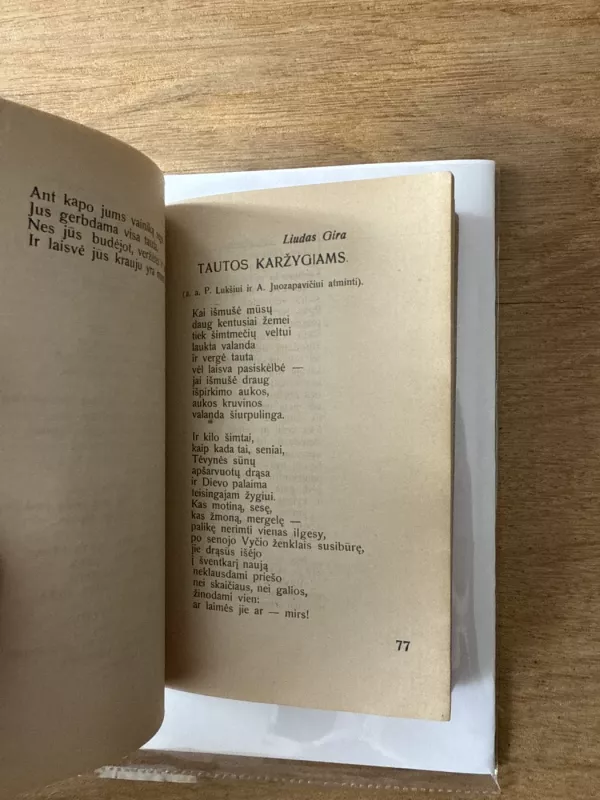 Ant kapo jums vainiką
Jus gerbdama visa tauta,
Nes jūs budėjot,
Ir laisvė jūs krauju yra
Liudas Gira
TAUTOS KARŽYGIAMS.
(a. a. P. Lukšiui ir A. Juozapavičiui atminti).
Kai išmušė mūsų
daug kentusiai žemei
tiek šimtmečių veltui
laukta valanda
ir vergė tauta
vėl laisva pasiskelbė —
jai išmušė draug
išpirkimo aukos,
aukos kruvinos
valanda šiurpulinga.
Ir kilo šimtai,
kaip kada tai, seniai,
Tėvynės sūnų
apšarvuotų drąsa
ir Dievo palaima
teisingajam žygiui.
Kas motiną, sesę,
kas žmoną, mergelę —
palikę nerimti vienas ilgesy,
po senojo Vyčio ženklais susibūrę,
jie drąsūs išėjo
Į šventkarį naują
neklausdami priešo
nei skaičiaus, nei galios,
žinodami vien:
ar laimės jie ar — mirs!
77